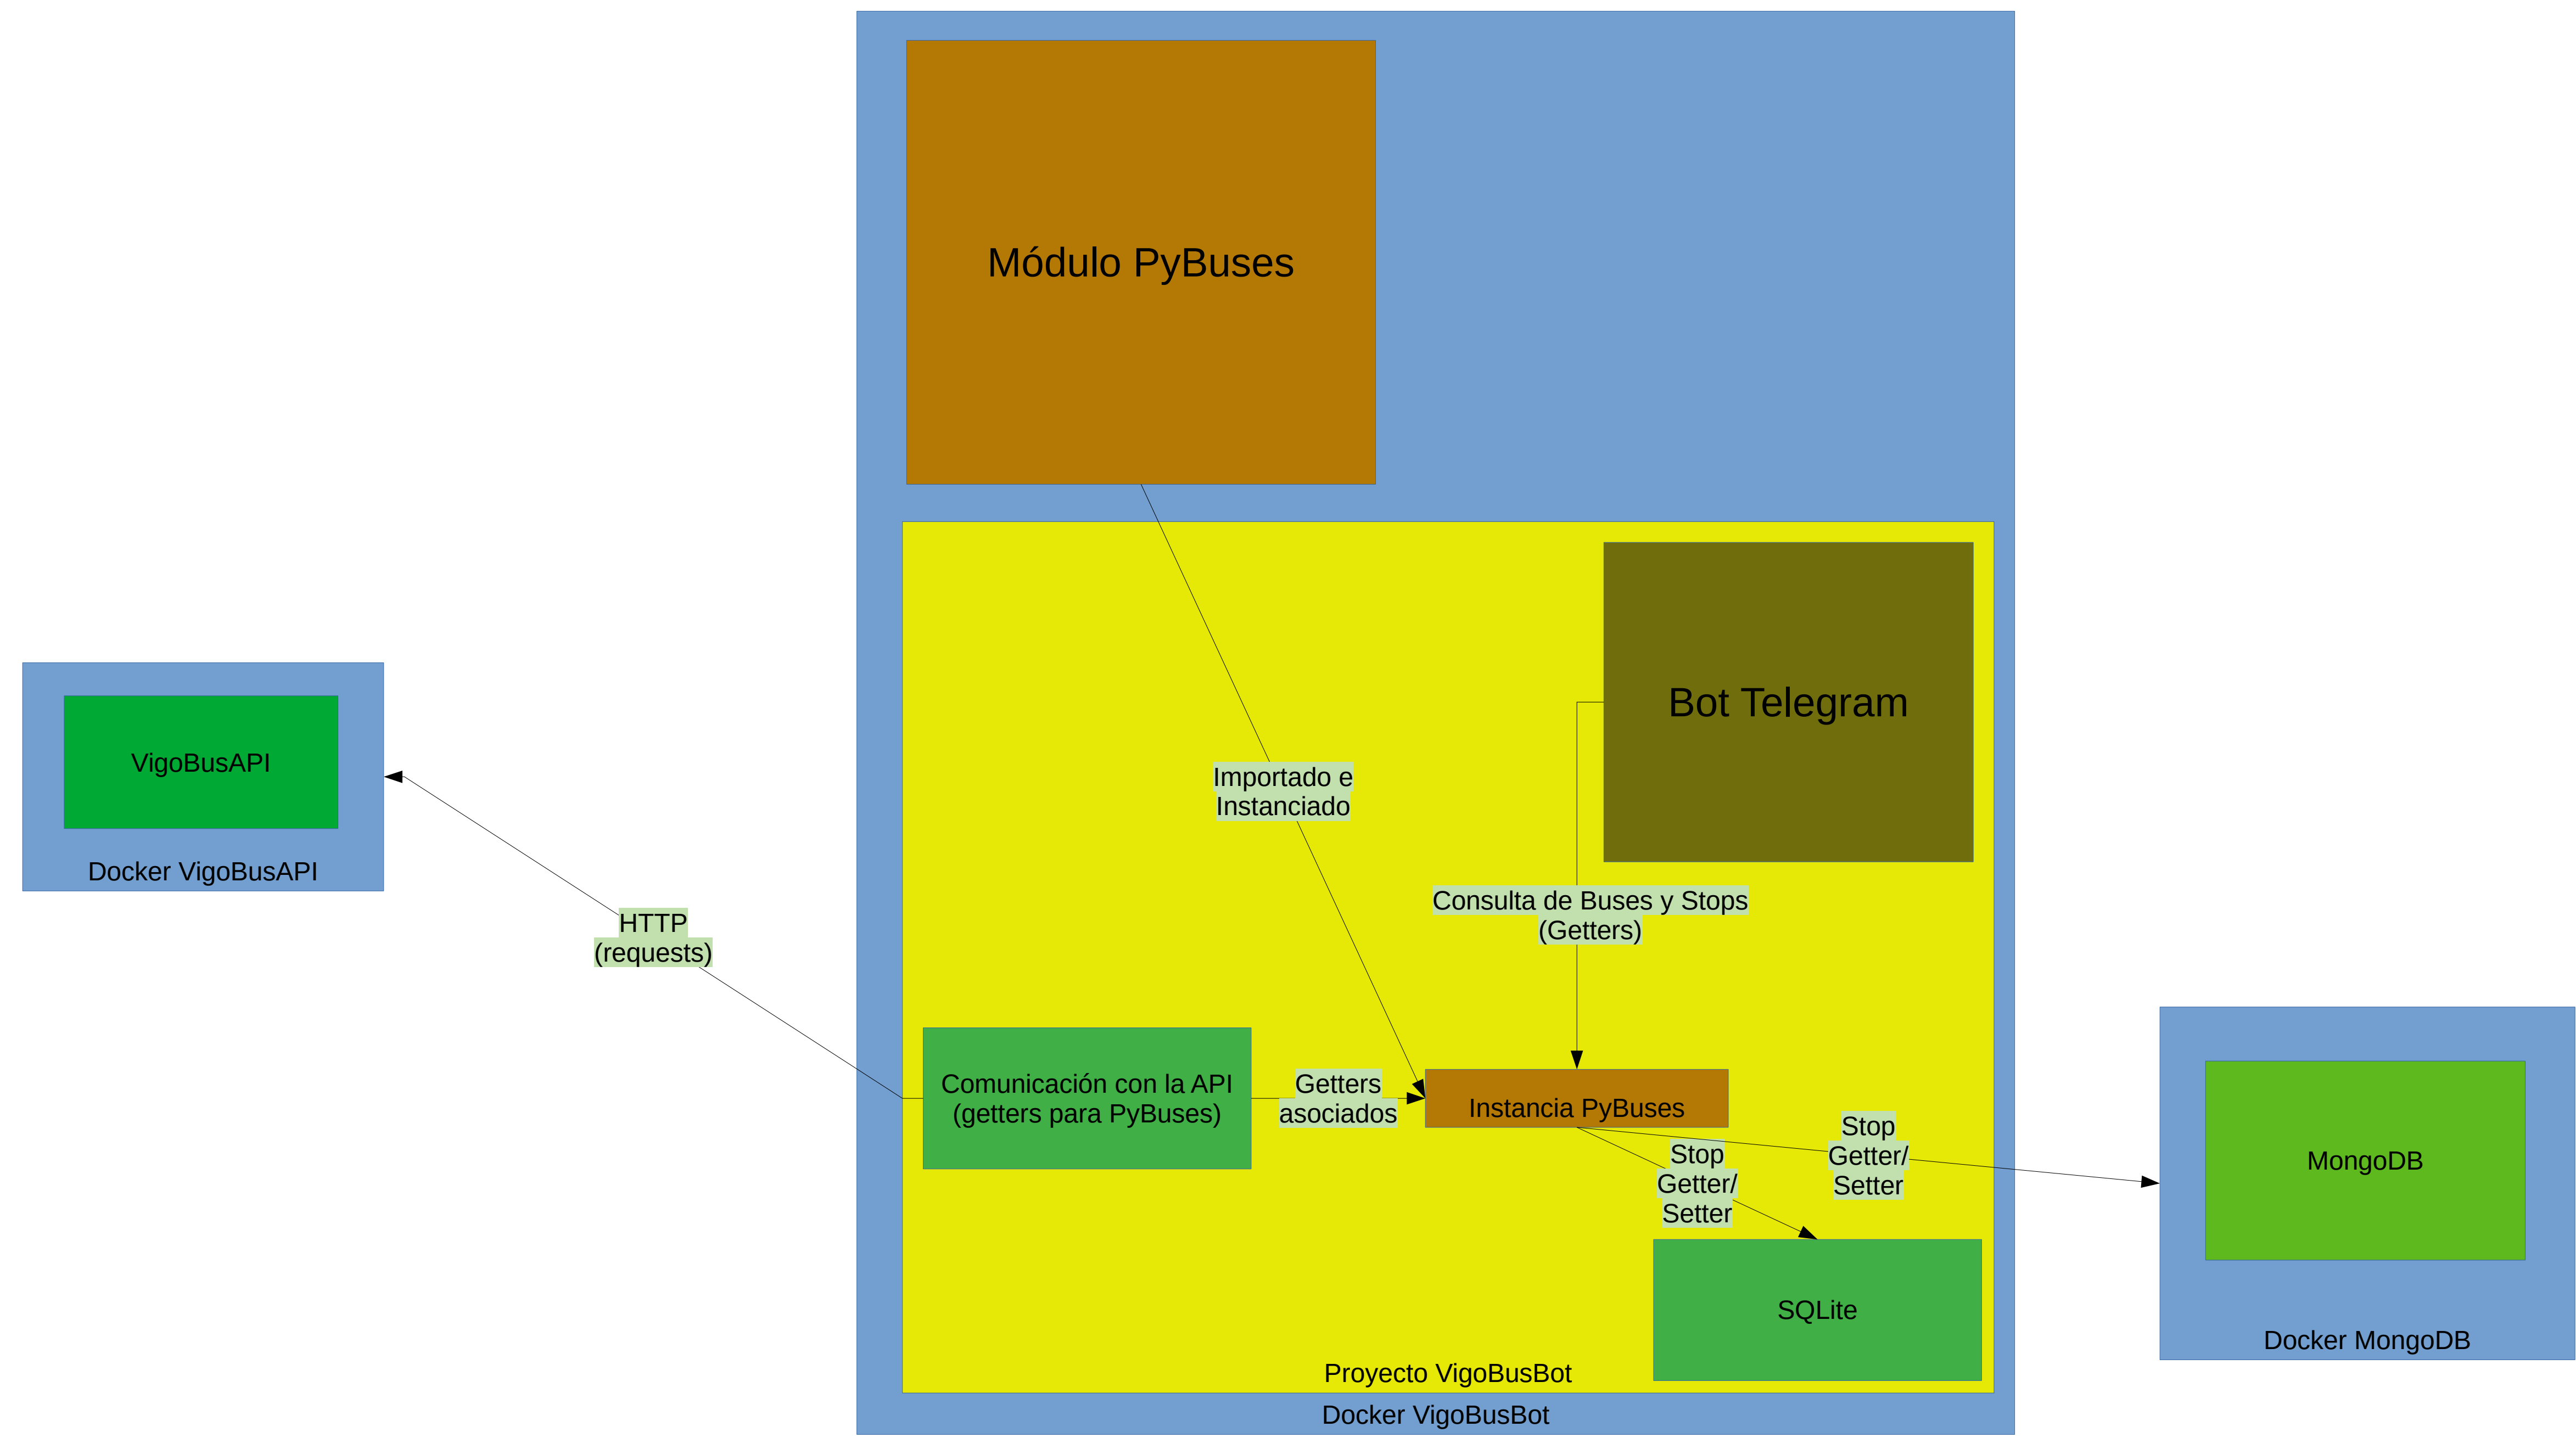 Módulo PyBuses
Bot Telegram
VigoBusAPI
Docker VigoBusAPI
Importado e
Instanciado
Consulta de Buses y Stops
(Getters)
HTTP
(requests)
Comunicación con la API
(getters para PyBuses)
Getters
asociados
Instancia PyBuses
Stop
Getter/
Setter
Stop
Getter/
Setter
MongoDB
Docker MongoDB
SQLite
Proyecto VigoBusBot
Docker VigoBusBot